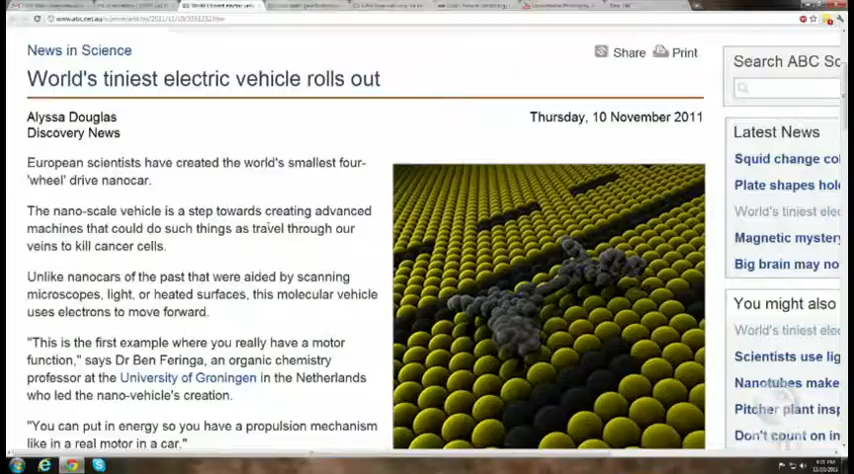 News in Science
Share Print
World's tiniest electric vehicle rolls out
Alyssa Douglas
Discovery News
Thursday, 10 November 2011
European scientists have created the world's smallest four-
'wheel' drive nanocar.
The nano-scale vehicle is a step towards creating advanced
machines that could do such things as travel through our
veins to kill cancer cells.
Unlike nanocars of the past that were aided by scanning
microscopes, light, or heated surfaces, this molecular vehicle
uses electrons to move forward.
"This is the first example where you really have a motor
function," says Dr Ben Feringa, an organic chemistry
professor at the University of Groningen in the Netherlands
who led the nano-vehicle's creation.
"You can put in energy so you have a propulsion mechanism
like in a real motor in a car."
Search ABC Sc
Latest News
Squid change co
Plate shapes hol
World's tiniest ele
Magnetic mystery
Big brain may no
You might also
World's tiniest elec
Scientists use lig
Nanotubes make
Pitcher plant insp
Don't count on in